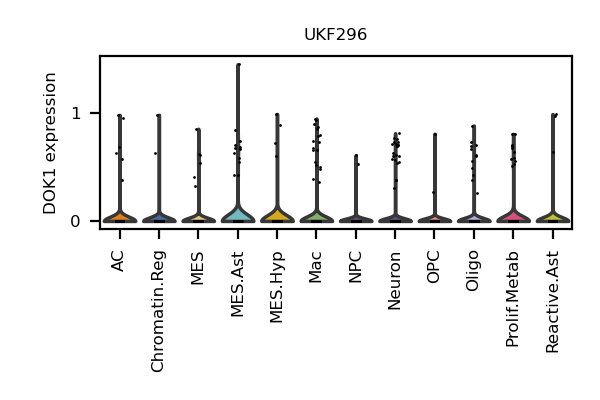 UKF296
DOK1 expression
1
0
AC
Chromatin.Reg
MES
MES.Ast
MES.Hyp
Mac
NPC
Neuron
OPC
Oligo
Prolif.Metab
Reactive.Ast